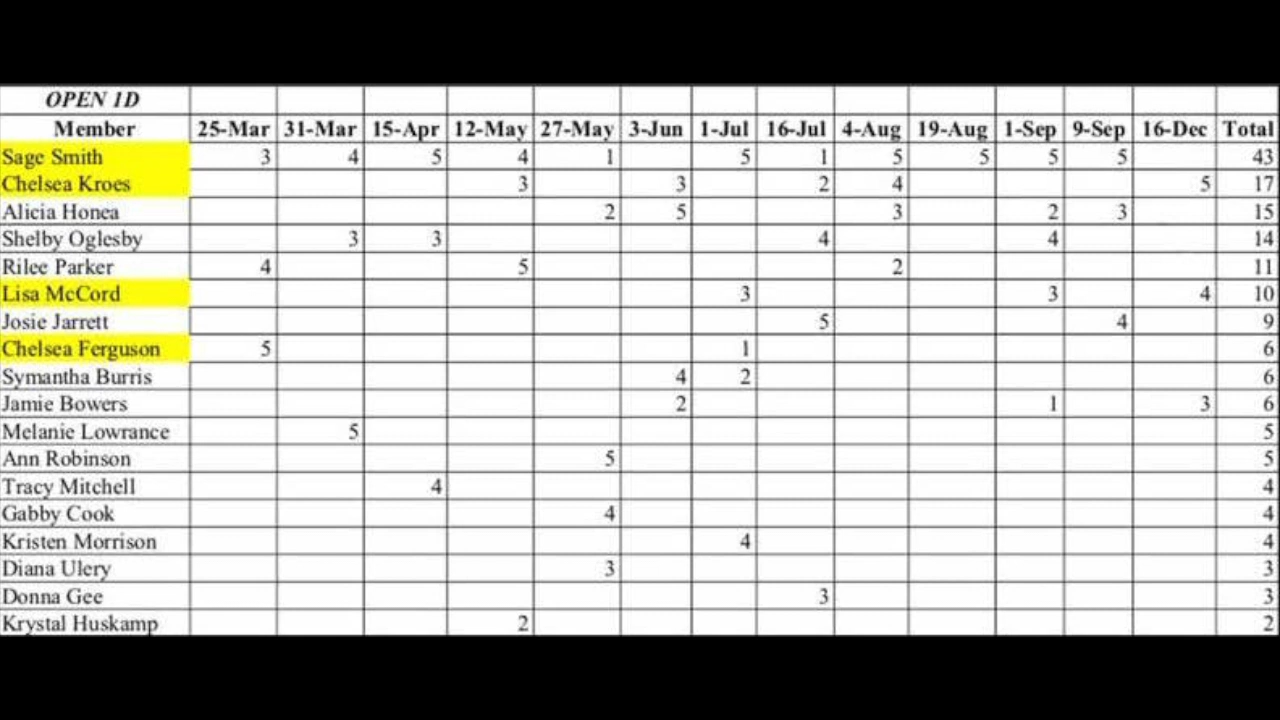 OPEN 1D
Member 25-Mar 31-Mar 15-Apr 12-May 27-May 3-Jun 1-Jul 16-Jul 4-Aug 19-Aug 1-Sep 9-Sep 16-Dec Total
Sage Smith 3 4 5 4 1 5 1 5 5 5 5 43
Chelsea Kroes 3 3 2 4 5 17
Alicia Honea 2 5 3 2 3 15
Shelby Oglesby 3 3 4 4 14
Rilee Parker 4 5 2 11
Lisa McCord 3 3 4 10
Josie Jarrett 5 4 9
Chelsea Ferguson 5 1 6
Symantha Burris 4 2 6
Jamie Bowers 2 1 3 6
Melanie Lowrance 5 5
Ann Robinson 5 5
Tracy Mitchell 4 4
Gabby Cook 4 4
Kristen Morrison 4 4
Diana Ulery 3 3
Donna Gee 3 3
Krystal Huskamp 2 2